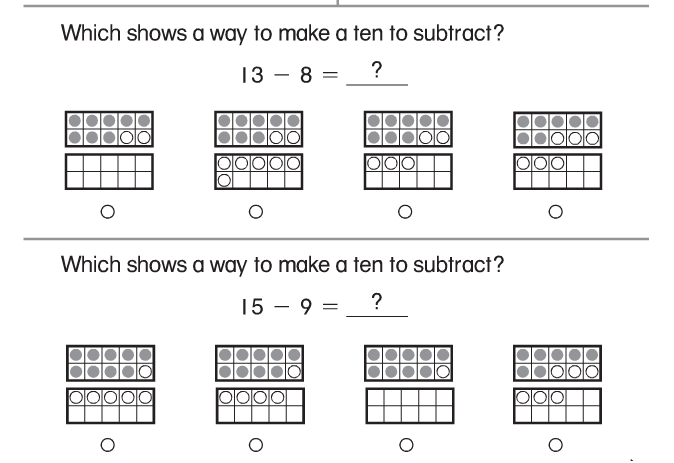 Which shows a way to make a ten to subtract?
13 − 8 = ?
Which shows a way to make a ten to subtract?
15 − 9 = ?